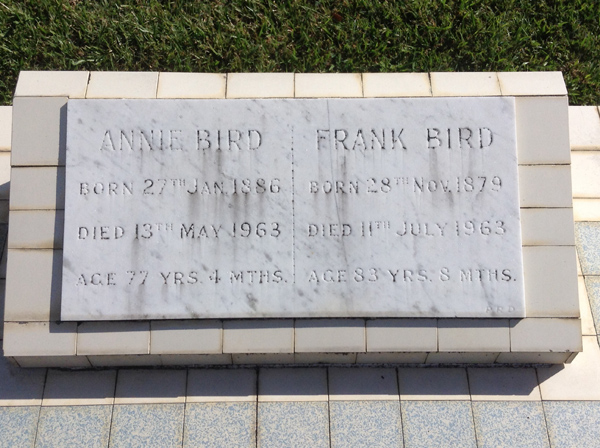 ANNIE BIRD
BORN 27TH JAN. 1886
DIED 13TH MAY 1963
AGE 77 YRS. 4 MTHS.
FRANK BIRD
BORN 28TH NOV. 1879
DIED 11TH JULY 1963
AGE 83 YRS. 8 MTHS.